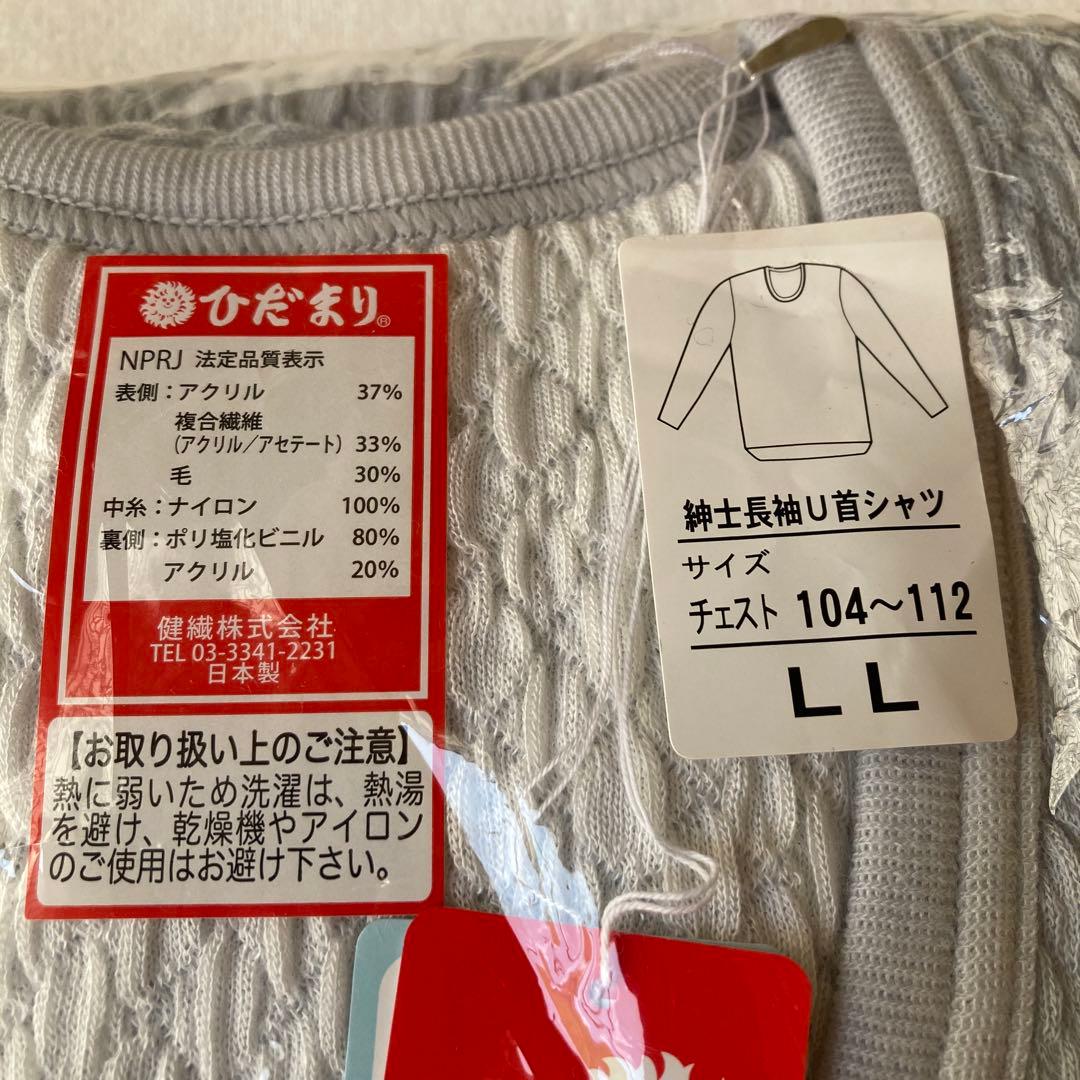 ひだまり®
NPRJ 法定品質表示
表側：アクリル 37%
複合繊維
（アクリル／アセテート） 33%
毛 30%
中糸：ナイロン 100%
裏側：ポリ塩化ビニル 80%
アクリル 20%
健繊株式会社
TEL 03-3341-2231
日本製
【お取り扱い上のご注意】
熱に弱いため洗濯は、熱湯
を避け、乾燥機やアイロン
のご使用はお避け下さい。
紳士長袖U首シャツ
サイズ
チェスト 104～112
LL